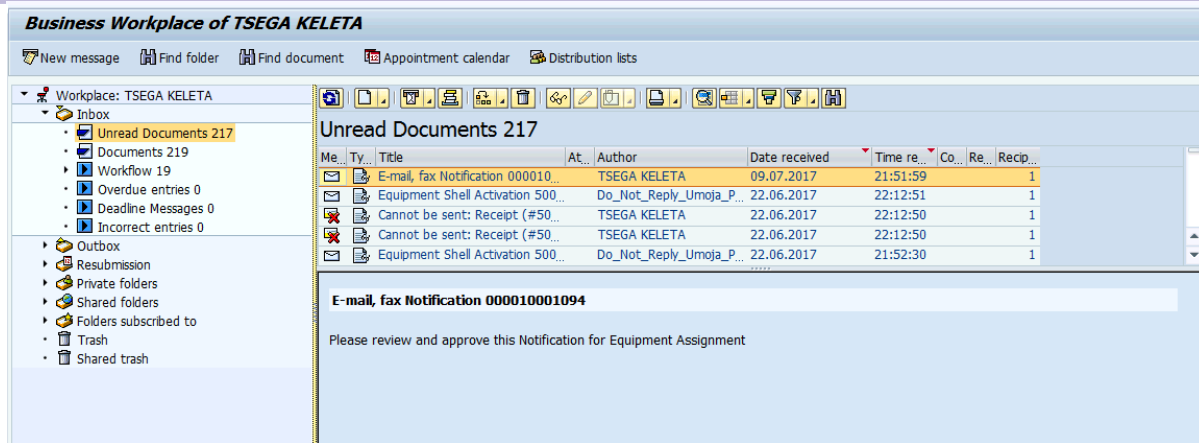 Business Workplace of TSEGA KELETA
New message Find folder Find document Appointment calendar Distribution lists
Workplace: TSEGA KELETA
Inbox
Unread Documents 217
Documents 219
Workflow 19
Overdue entries 0
Deadline Messages 0
Incorrect entries 0
Outbox
Resubmission
Private folders
Shared folders
Folders subscribed to
Trash
Shared trash
Unread Documents 217
Me... Ty... Title At... Author Date received Time re... Co... Re... Recip...
E-mail, fax Notification 000010... TSEGA KELETA 09.07.2017 21:51:59 1
Equipment Shell Activation 500... Do_Not_Reply_Umoja_P... 22.06.2017 22:12:51 1
Cannot be sent: Receipt (#50... TSEGA KELETA 22.06.2017 22:12:50 1
Cannot be sent: Receipt (#50... TSEGA KELETA 22.06.2017 22:12:50 1
Equipment Shell Activation 500... Do_Not_Reply_Umoja_P... 22.06.2017 21:52:30 1
E-mail, fax Notification 000010001094
Please review and approve this Notification for Equipment Assignment